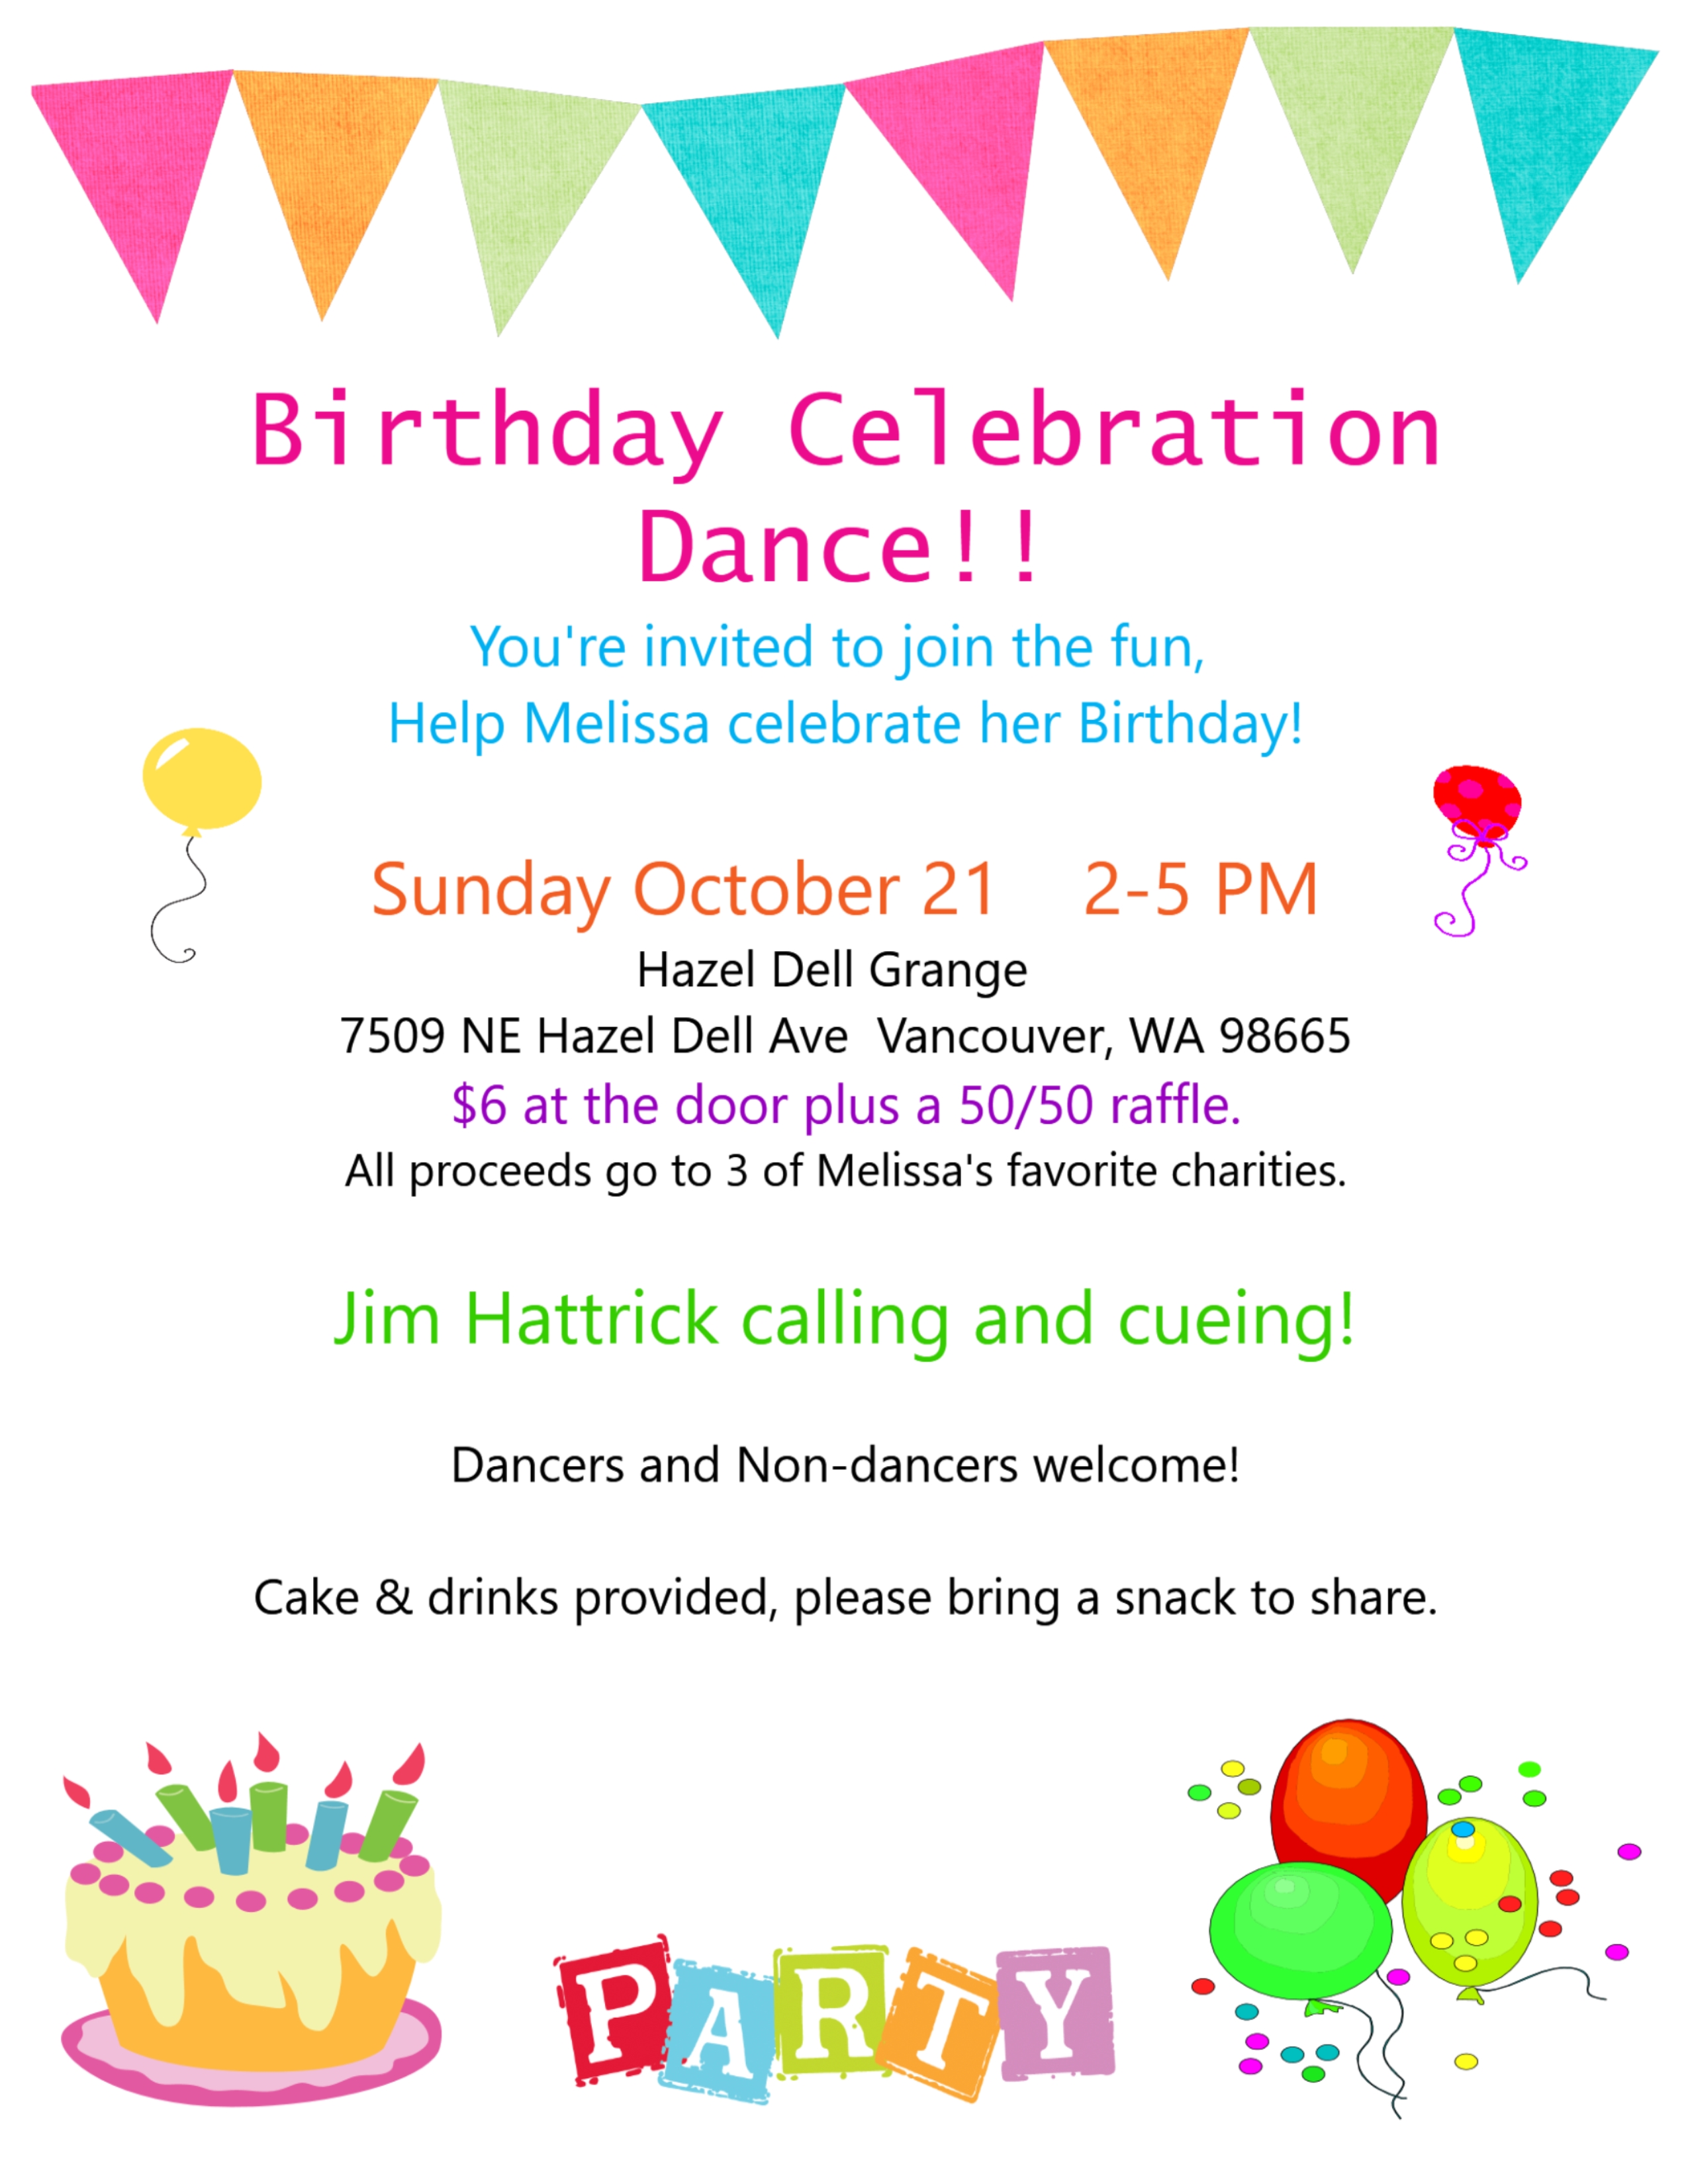 Birthday Celebration
Dance!!
You're invited to join the fun,
Help Melissa celebrate her Birthday!
Sunday October 21 2-5 PM
Hazel Dell Grange
7509 NE Hazel Dell Ave Vancouver, WA 98665
$6 at the door plus a 50/50 raffle.
All proceeds go to 3 of Melissa's favorite charities.
Jim Hattrick calling and cueing!
Dancers and Non-dancers welcome!
Cake & drinks provided, please bring a snack to share.
PARTY